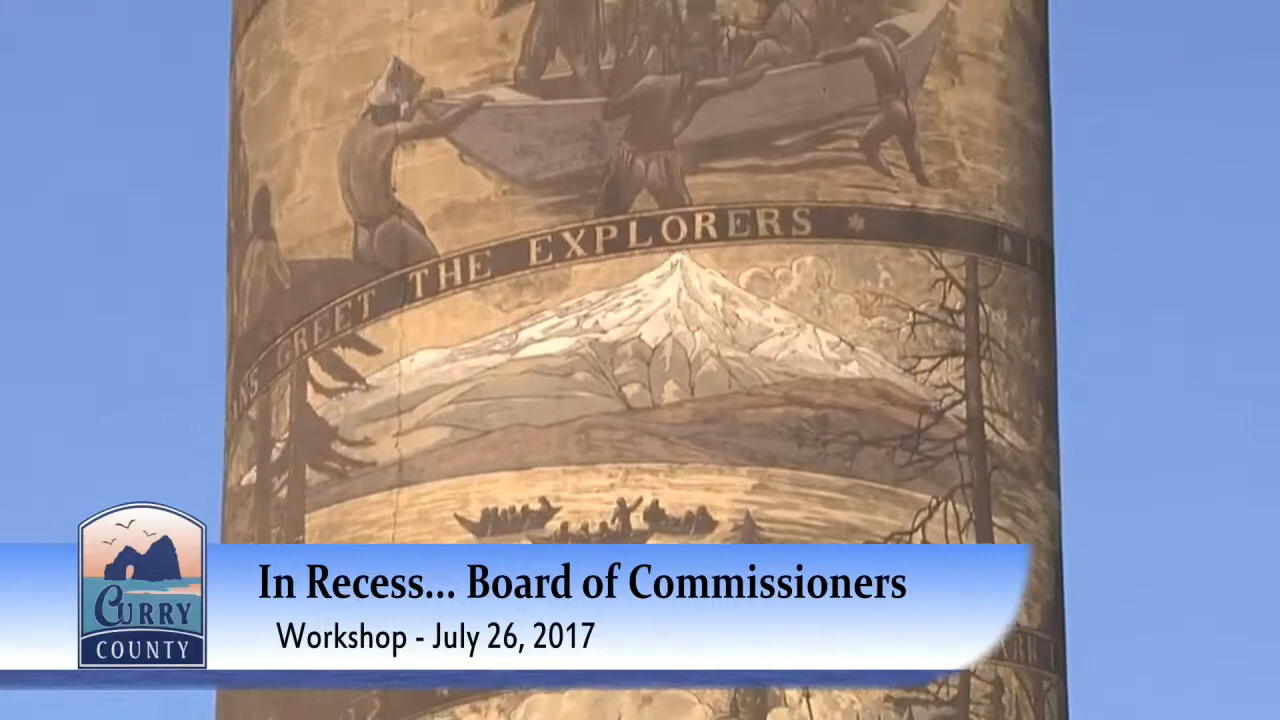 GREET THE EXPLORERS
In Recess... Board of Commissioners
Workshop - July 26, 2017
CURRY
COUNTY